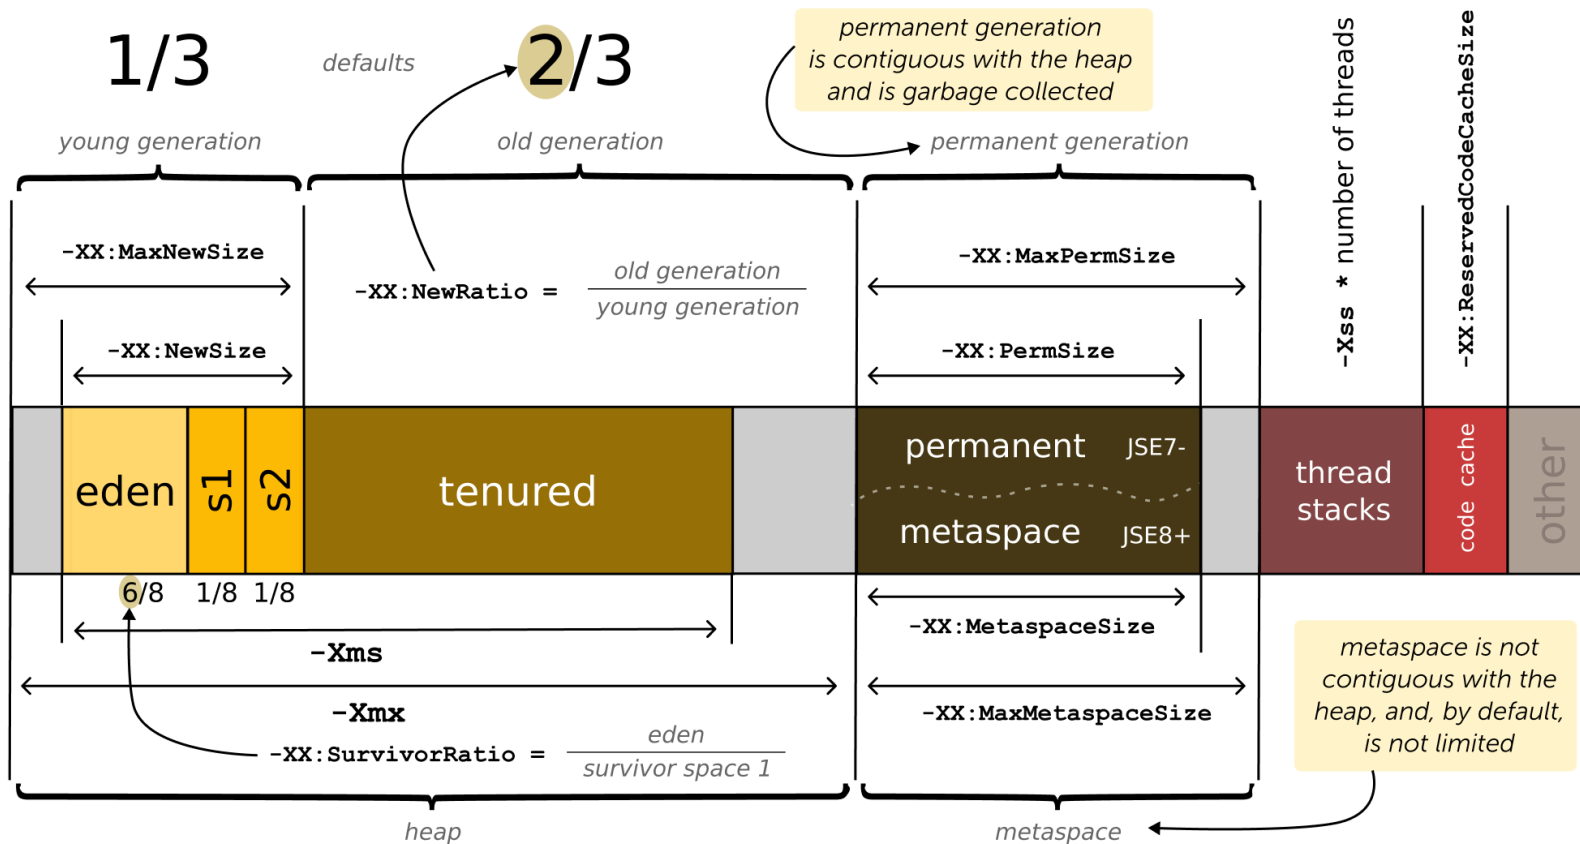 1/3
defaults
2/3
permanent generation
is contiguous with the heap
and is garbage collected
young generation
old generation
permanent generation
-Xss * number of threads
-XX:ReservedCodeCacheSize
-XX:MaxNewSize
-XX:NewRatio =
old generation
young generation
-XX:MaxPermSize
-XX:NewSize
-XX:PermSize
eden
s1
s2
tenured
permanent JSE7-
metaspace JSE8+
thread
stacks
code cache
other
6/8
1/8
1/8
-Xms
-XX:MetaspaceSize
-Xmx
-XX:MaxMetaspaceSize
-XX:SurvivorRatio =
eden
survivor space 1
metaspace is not
contiguous with the
heap, and, by default,
is not limited
heap
metaspace